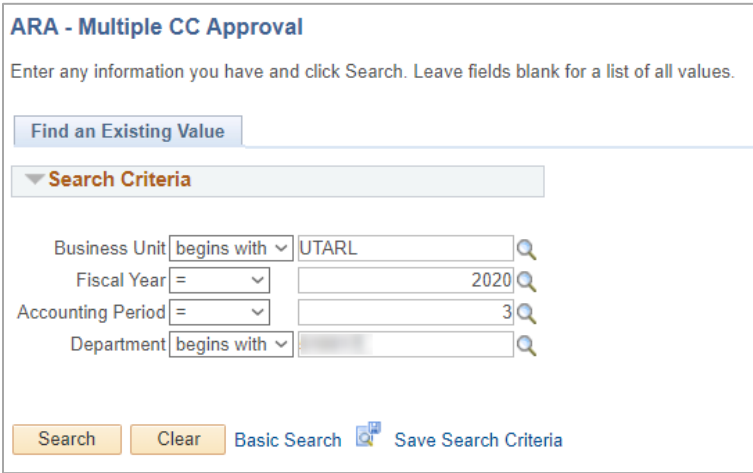 ARA - Multiple CC Approval
Enter any information you have and click Search. Leave fields blank for a list of all values.
Find an Existing Value
Search Criteria
Business Unit begins with UTARL
Fiscal Year = 2020
Accounting Period = 3
Department begins with
Search Clear Basic Search Save Search Criteria